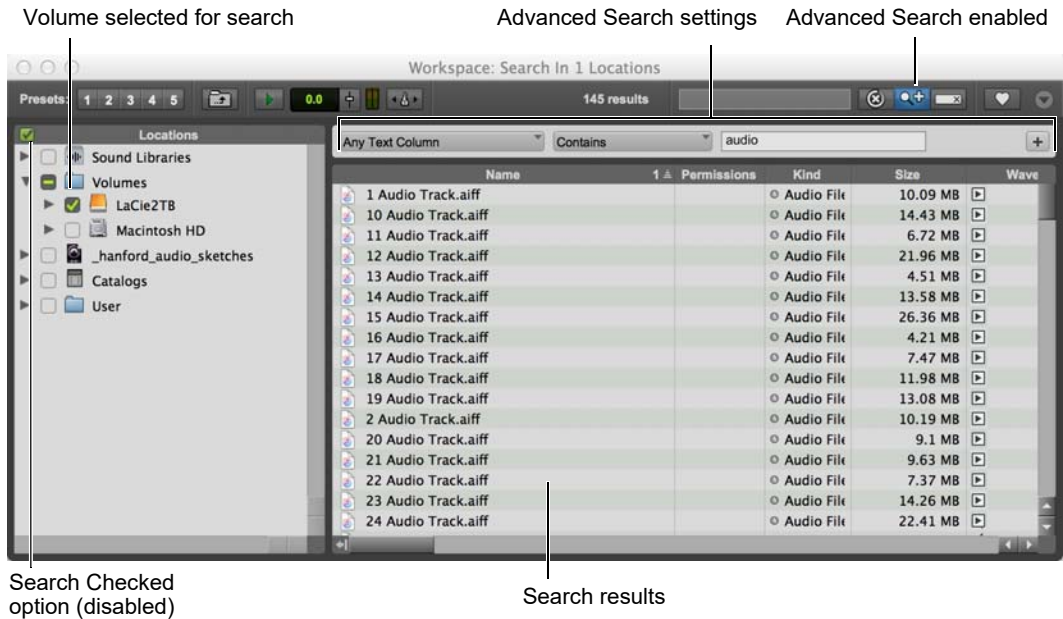 Volume selected for search
Advanced Search settings
Advanced Search enabled
Workspace: Search In 1 Locations
Presets: 1 2 3 4 5
0.0
145 results
Locations
Sound Libraries
Volumes
LaCie2TB
Macintosh HD
_hanford_audio_sketches
Catalogs
User
Any Text Column Contains audio
Name 1 Permissions Kind Size Wave
1 Audio Track.aiff Audio File 10.09 MB
10 Audio Track.aiff Audio File 14.43 MB
11 Audio Track.aiff Audio File 6.72 MB
12 Audio Track.aiff Audio File 21.96 MB
13 Audio Track.aiff Audio File 4.51 MB
14 Audio Track.aiff Audio File 13.58 MB
15 Audio Track.aiff Audio File 26.36 MB
16 Audio Track.aiff Audio File 4.21 MB
17 Audio Track.aiff Audio File 7.47 MB
18 Audio Track.aiff Audio File 11.98 MB
19 Audio Track.aiff Audio File 13.08 MB
2 Audio Track.aiff Audio File 10.19 MB
20 Audio Track.aiff Audio File 9.1 MB
21 Audio Track.aiff Audio File 9.63 MB
22 Audio Track.aiff Audio File 7.37 MB
23 Audio Track.aiff Audio File 14.26 MB
24 Audio Track.aiff Audio File 22.41 MB
Search Checked
option (disabled)
Search results